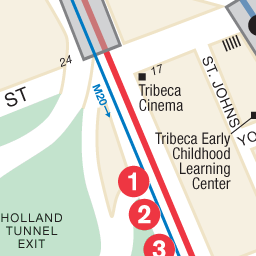 24
17
ST
M20→
Tribeca
Cinema
ST. JOHNS
YO
Tribeca Early
Childhood
Learning
Center
1
2
3
HOLLAND
TUNNEL
EXIT